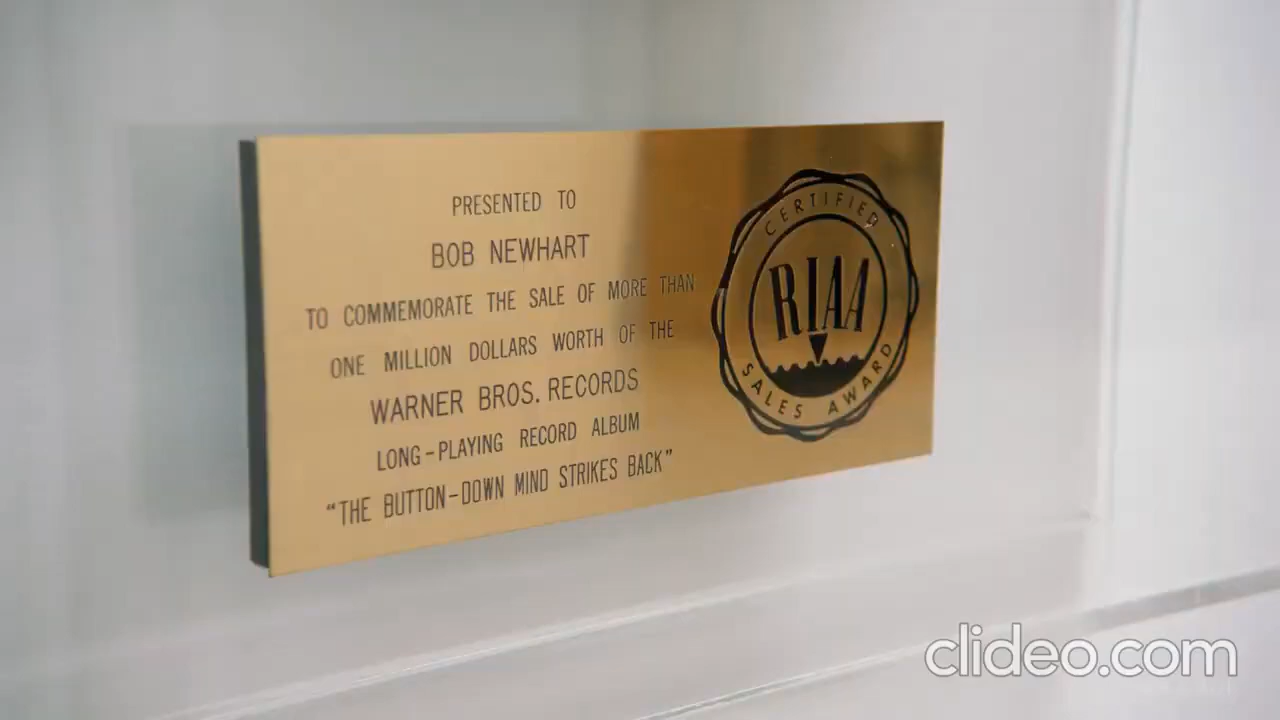 PRESENTED TO
BOB NEWHART
TO COMMEMORATE THE SALE OF MORE THAN
ONE MILLION DOLLARS WORTH OF THE
WARNER BROS. RECORDS
LONG-PLAYING RECORD ALBUM
"THE BUTTON-DOWN MIND STRIKES BACK"
CERTIFIED
RIAA
SALES AWARD
clideo.com